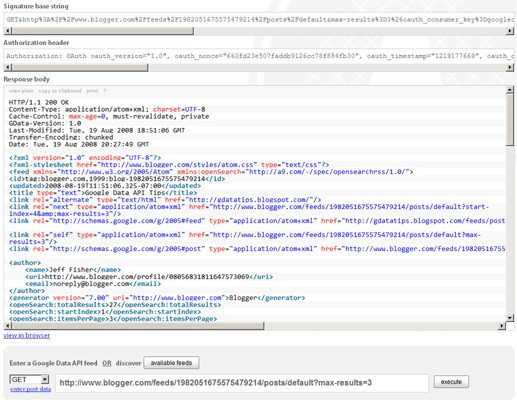 Signature base string
GET&http%3A%2F%2Fwww.blogger.com%2Ffeeds%2F1982051675575479214%2Fposts%2Fdefault&max-results%3D3%26oauth_consumer_key%3Dgoogleco
Authorization header
Authorization: OAuth oauth_version="1.0", oauth_nonce="660fd23e507faddb9126cc78f884fb10", oauth_timestamp="1219177669", oauth_c
Response body
view plain copy to clipboard print ?
HTTP/1.1 200 OK
Content-Type: application/atom+xml; charset=UTF-8
Cache-Control: max-age=0, must-revalidate, private
GData-Version: 1.0
Last-Modified: Tue, 19 Aug 2008 18:51:06 GMT
Transfer-Encoding: chunked
Date: Tue, 19 Aug 2008 20:27:49 GMT
<?xml version="1.0" encoding="UTF-8"?>
<?xml-stylesheet href="http://www.blogger.com/styles/atom.css" type="text/css"?>
<feed xmlns="http://www.w3.org/2005/Atom" xmlns:openSearch="http://a9.com/-/spec/opensearchrss/1.0/">
<id>tag:blogger.com,1999:blog-1982051675575479214</id>
<updated>2008-08-19T11:51:06.325-07:00</updated>
<title type="text">Google Data API Tips</title>
<link rel="alternate" type="text/html" href="http://gdatatips.blogspot.com/">
<link rel="next" type="application/atom+xml" href="http://www.blogger.com/feeds/1982051675575479214/posts/default?start-
index=4&amp;max-results=3"/>
<link rel="http://schemas.google.com/g/2005#feed" type="application/atom+xml" href="http://gdatatips.blogspot.com/feeds/post
<link rel="self" type="application/atom+xml" href="http://www.blogger.com/feeds/1982051675575479214/posts/default?max-
results=3"/>
<link rel="http://schemas.google.com/g/2005#post" type="application/atom+xml" href="http://www.blogger.com/feeds/19820516755
<author>
<name>Jeff Fisher</name>
<uri>http://www.blogger.com/profile/08056831811647573069</uri>
<email>noreply@blogger.com</email>
</author>
<generator version="7.00" uri="http://www.blogger.com">Blogger</generator>
<openSearch:totalResults>27</openSearch:totalResults>
<openSearch:startIndex>1</openSearch:startIndex>
<openSearch:itemsPerPage>3</openSearch:itemsPerPage>
view in browser
Enter a Google Data API feed OR discover available feeds
GET http://www.blogger.com/feeds/1982051675575479214/posts/default?max-results=3 execute
enter post data